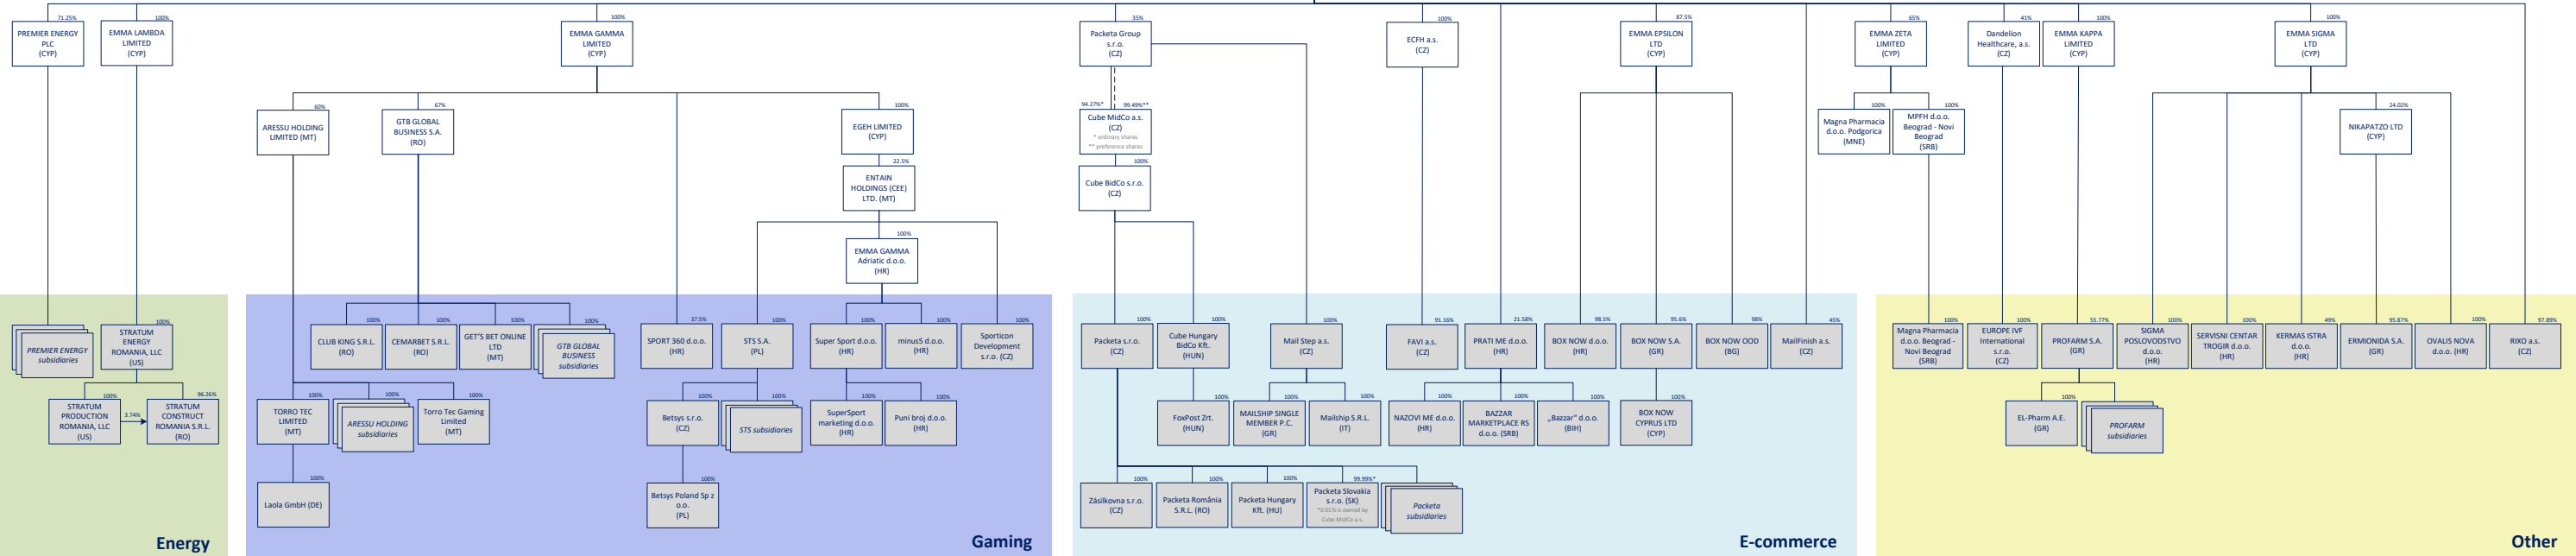 71.25%
PREMIER ENERGY
PLC
(CYP)
100%
EMMA LAMBDA
LIMITED
(CYP)
100%
EMMA GAMMA
LIMITED
(CYP)
35%
Packeta Group
s.r.o.
(CZ)
100%
ECFH a.s.
(CZ)
87.5%
EMMA EPSILON
LTD
(CYP)
65%
EMMA ZETA
LIMITED
(CYP)
41%
Dandelion
Healthcare, a.s.
(CZ)
100%
EMMA KAPPA
LIMITED
(CYP)
100%
EMMA SIGMA
LTD
(CYP)
60%
ARESSU HOLDING
LIMITED (MT)
67%
GTB GLOBAL
BUSINESS S.A.
(RO)
100%
EGEH LIMITED
(CYP)
94.27%*
99.49%**
Cube MidCo a.s.
(CZ)
* ordinary shares
** preference shares
100%
Magna Pharmacia
d.o.o. Podgorica
(MNE)
100%
MPFH d.o.o.
Beograd - Novi
Beograd
(SRB)
24.02%
NIKAPATZO LTD
(CYP)
22.5%
ENTAIN
HOLDINGS (CEE)
LTD. (MT)
100%
Cube BidCo s.r.o.
(CZ)
100%
EMMA GAMMA
Adriatic d.o.o.
(HR)
PREMIER ENERGY
subsidiaries
100%
STRATUM
ENERGY
ROMANIA, LLC
(US)
100%
CLUB KING S.R.L.
(RO)
100%
CEMARBET S.R.L.
(RO)
100%
GET'S BET ONLINE
LTD
(MT)
100%
GTB GLOBAL
BUSINESS
subsidiaries
37.5%
SPORT 360 d.o.o.
(HR)
100%
STS S.A.
(PL)
100%
Super Sport d.o.o.
(HR)
100%
minus5 d.o.o.
(HR)
100%
Sporticon
Development
s.r.o. (CZ)
100%
Packeta s.r.o.
(CZ)
100%
Cube Hungary
BidCo Kft.
(HUN)
100%
Mail Step a.s.
(CZ)
91.16%
FAVI a.s.
(CZ)
21.58%
PRATI ME d.o.o.
(HR)
98.5%
BOX NOW d.o.o.
(HR)
95.6%
BOX NOW S.A.
(GR)
98%
BOX NOW OOD
(BG)
45%
MailFinish a.s.
(CZ)
100%
Magna Pharmacia
d.o.o. Beograd -
Novi Beograd
(SRB)
100%
EUROPE IVF
International
s.r.o.
(CZ)
55.77%
PROFARM S.A.
(GR)
100%
SIGMA
POSLOVODSTVO
d.o.o.
(HR)
100%
SERVISNI CENTAR
TROGIR d.o.o.
(HR)
49%
KERMAS ISTRA
d.o.o.
(HR)
95.87%
ERMIONIDA S.A.
(GR)
100%
OVALIS NOVA
d.o.o. (HR)
97.89%
RIXO a.s.
(CZ)
100%
STRATUM
PRODUCTION
ROMANIA, LLC
(US)
3.74%
96.26%
STRATUM
CONSTRUCT
ROMANIA S.R.L.
(RO)
100%
TORRO TEC
LIMITED
(MT)
100%
ARESSU HOLDING
subsidiaries
100%
Torro Tec Gaming
Limited
(MT)
100%
Betsys s.r.o.
(CZ)
100%
STS subsidiaries
100%
SuperSport
marketing d.o.o.
(HR)
100%
Puni broj d.o.o.
(HR)
100%
FoxPost Zrt.
(HUN)
100%
MAILSHIP SINGLE
MEMBER P.C.
(GR)
100%
Mailship S.R.L.
(IT)
100%
NAZOVI ME d.o.o.
(HR)
100%
BAZZAR
MARKETPLACE RS
d.o.o. (SRB)
100%
„Bazzar" d.o.o.
(BIH)
100%
BOX NOW
CYPRUS LTD
(CYP)
100%
EL-Pharm A.E.
(GR)
PROFARM
subsidiaries
100%
Laola GmbH (DE)
100%
Betsys Poland Sp z
o.o.
(PL)
100%
Zásilkovna s.r.o.
(CZ)
100%
Packeta România
S.R.L. (RO)
100%
Packeta Hungary
Kft. (HU)
99.99%*
Packeta Slovakia
s.r.o. (SK)
*0.01% is owned by
Cube MidCo a.s.
Packeta
subsidiaries
Energy
Gaming
E-commerce
Other